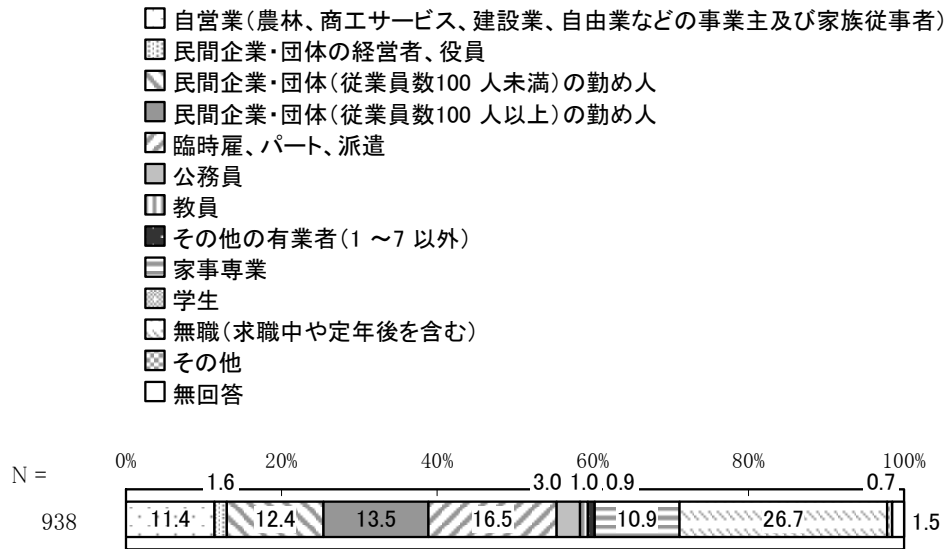 自営業（農林、商工サービス、建設業、自由業などの事業主及び家族従事者）
民間企業・団体の経営者、役員
民間企業・団体（従業員数100 人未満）の勤め人
民間企業・団体（従業員数100 人以上）の勤め人
臨時雇、パート、派遣
公務員
教員
その他の有業者（1 ～7 以外）
家事専業
学生
無職（求職中や定年後を含む）
その他
無回答
0% 20% 40% 60% 80% 100%
N =
1.6 3.0 1.0 0.9 0.7
938 11.4 12.4 13.5 16.5 10.9 26.7 1.5